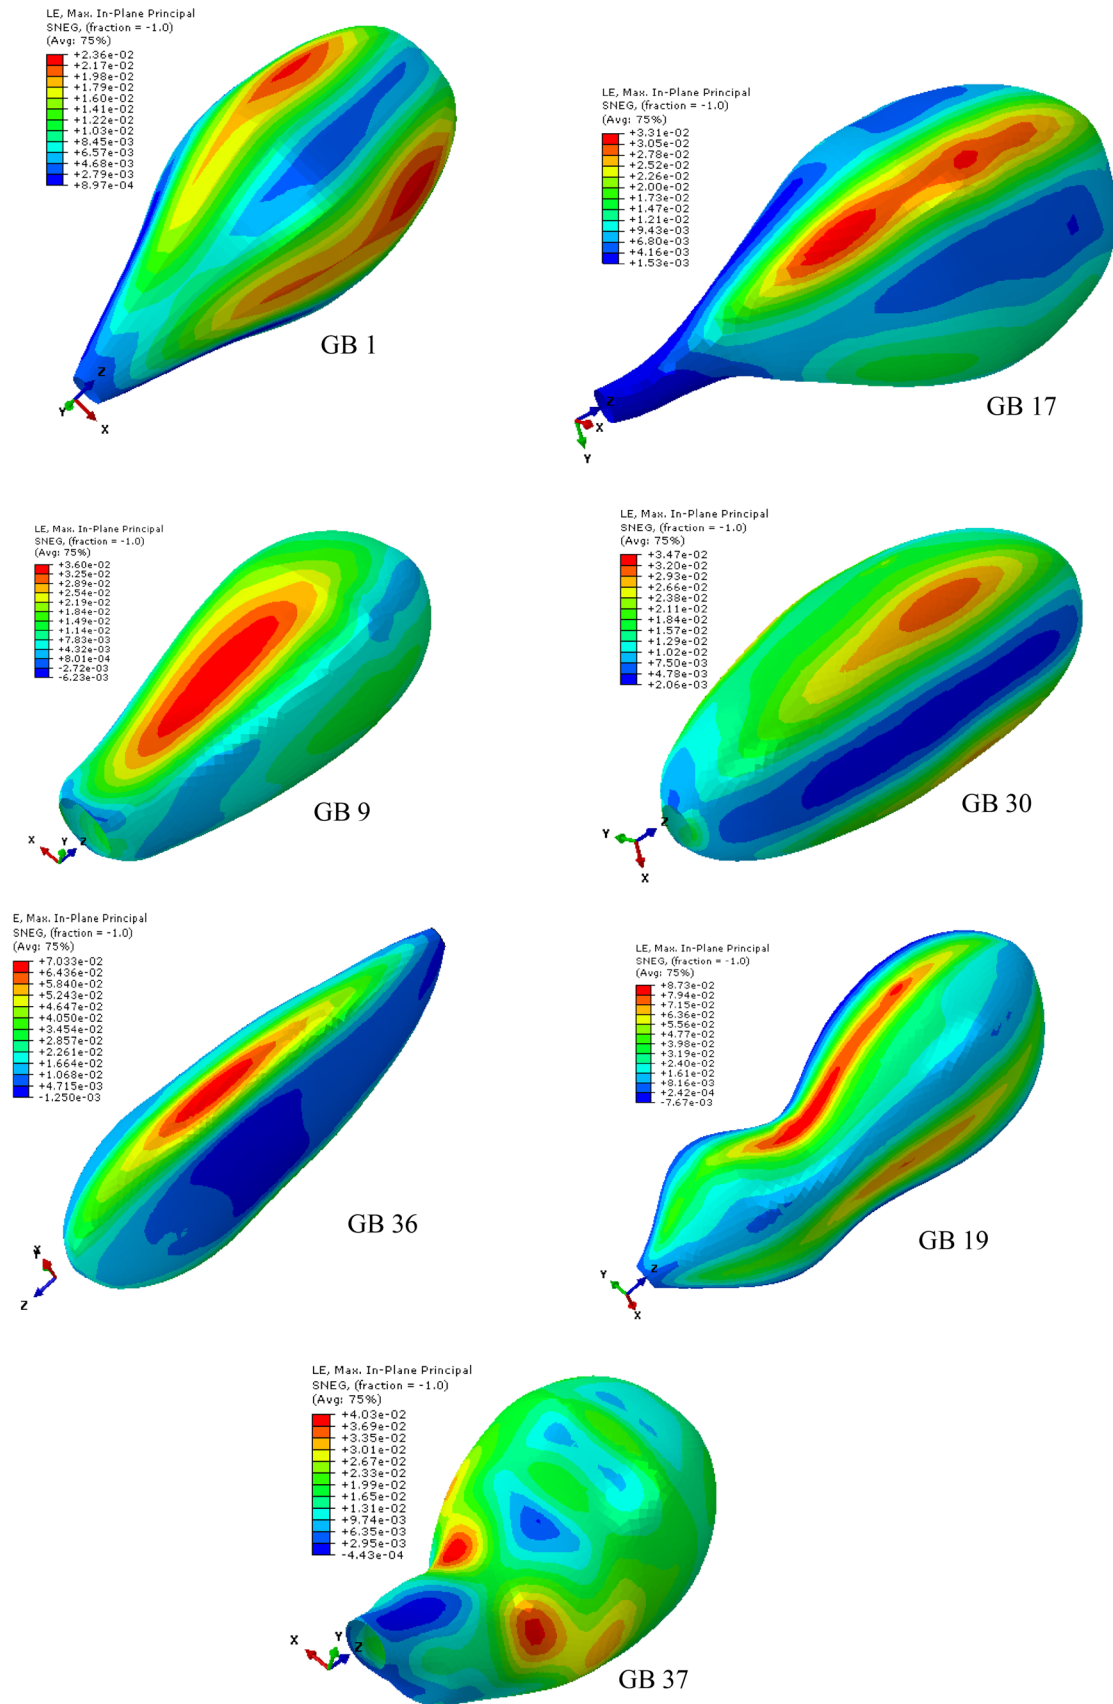 LE, Max. In-Plane Principal
SNEG, (fraction = -1.0)
(Avg: 75%)
+2.36e-02
+2.17e-02
+1.98e-02
+1.79e-02
+1.60e-02
+1.41e-02
+1.22e-02
+1.03e-02
+8.45e-03
+6.57e-03
+4.68e-03
+2.79e-03
+8.97e-04
Z
Y
X
GB 1
LE, Max. In-Plane Principal
SNEG, (fraction = -1.0)
(Avg: 75%)
+3.31e-02
+3.05e-02
+2.78e-02
+2.52e-02
+2.26e-02
+2.00e-02
+1.73e-02
+1.47e-02
+1.21e-02
+9.43e-03
+6.80e-03
+4.16e-03
+1.53e-03
Z
X
Y
GB 17
LE, Max. In-Plane Principal
SNEG, (fraction = -1.0)
(Avg: 75%)
+3.60e-02
+3.25e-02
+2.89e-02
+2.54e-02
+2.19e-02
+1.84e-02
+1.49e-02
+1.14e-02
+7.83e-03
+4.32e-03
+8.01e-04
-2.72e-03
-6.23e-03
X
Y
Z
GB 9
LE, Max. In-Plane Principal
SNEG, (fraction = -1.0)
(Avg: 75%)
+3.47e-02
+3.20e-02
+2.93e-02
+2.66e-02
+2.38e-02
+2.11e-02
+1.84e-02
+1.57e-02
+1.29e-02
+1.02e-02
+7.50e-03
+4.78e-03
+2.06e-03
Z
Y
X
GB 30
E, Max. In-Plane Principal
SNEG, (fraction = -1.0)
(Avg: 75%)
+7.033e-02
+6.436e-02
+5.840e-02
+5.243e-02
+4.647e-02
+4.050e-02
+3.454e-02
+2.857e-02
+2.261e-02
+1.664e-02
+1.068e-02
+4.715e-03
-1.250e-03
Z
GB 36
LE, Max. In-Plane Principal
SNEG, (fraction = -1.0)
(Avg: 75%)
+8.73e-02
+7.94e-02
+7.15e-02
+6.36e-02
+5.56e-02
+4.77e-02
+3.98e-02
+3.19e-02
+2.40e-02
+1.61e-02
+8.16e-03
+2.42e-04
-7.67e-03
Z
Y
X
GB 19
LE, Max. In-Plane Principal
SNEG, (fraction = -1.0)
(Avg: 75%)
+4.03e-02
+3.69e-02
+3.35e-02
+3.01e-02
+2.67e-02
+2.33e-02
+1.99e-02
+1.65e-02
+1.31e-02
+9.74e-03
+6.35e-03
+2.95e-03
-4.43e-04
X
Y
Z
GB 37